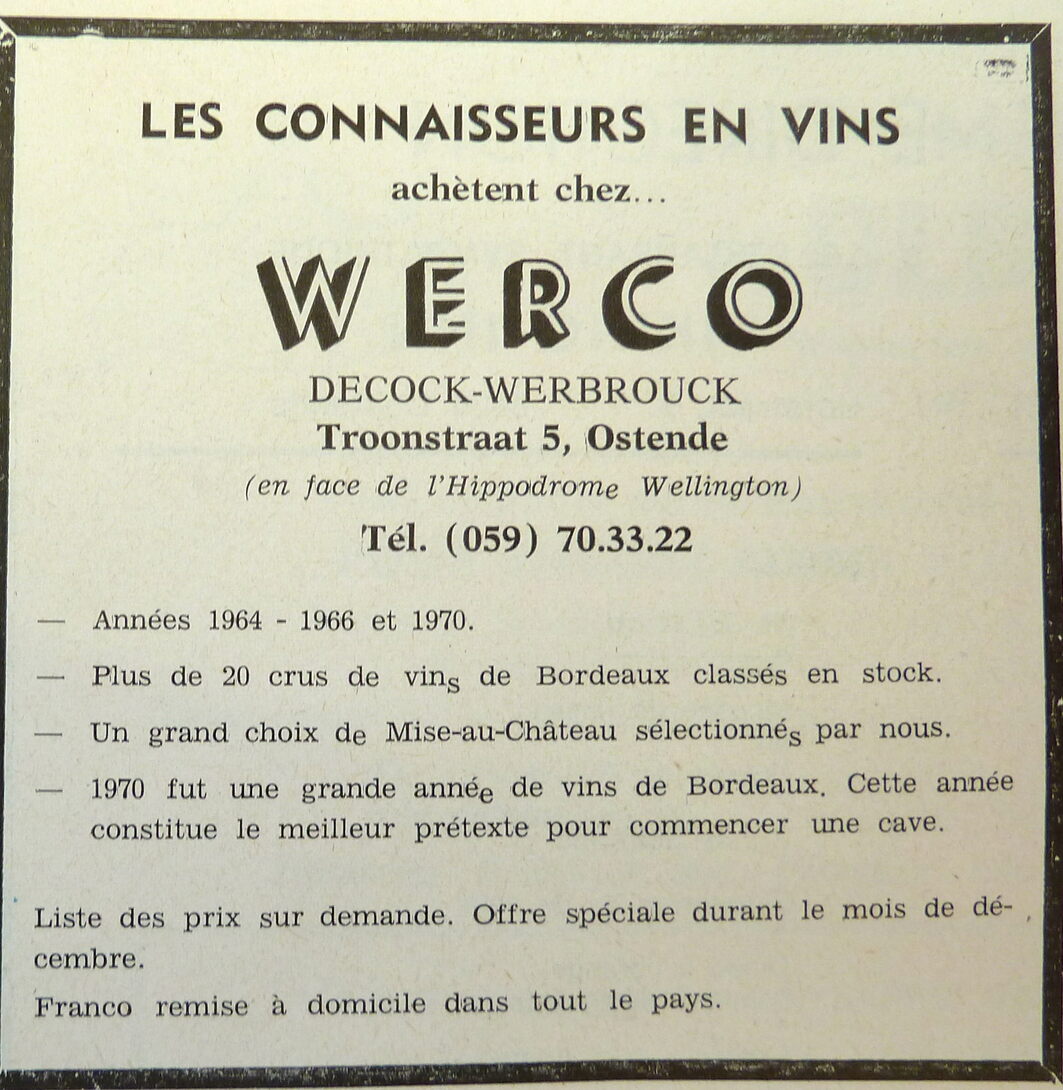 LES CONNAISSEURS EN VINS
achètent chez...
WERCO
DECOCK-WERBROUCK
Troonstraat 5, Ostende
(en face de l'Hippodrome Wellington)
Tél. (059) 70.33.22
— Années 1964 - 1966 et 1970.
— Plus de 20 crus de vins de Bordeaux classés en stock.
— Un grand choix de Mise-au-Château sélectionnés par nous.
— 1970 fut une grande année de vins de Bordeaux. Cette année
constitue le meilleur prétexte pour commencer une cave.
Liste des prix sur demande. Offre spéciale durant le mois de dé-
cembre.
Franco remise à domicile dans tout le pays.